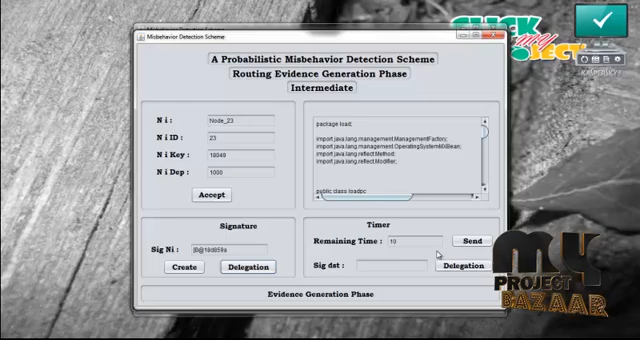 Misbehavior Detection Scheme
A Probabilistic Misbehavior Detection Scheme
Routing Evidence Generation Phase
Intermediate
N i : Node_23
N i ID : 23
N i Key : 18049
N i Dep : 1000
Accept
package load;
import java.lang.management.ManagementFactory;
import java.lang.management.OperatingSystemMXBean;
import java.lang.reflect.Method;
import java.lang.reflect.Modifier;
public class loadpc
Signature
Sig Ni :
Create Delegation
Timer
Remaining Time : 10 Send
Sig dst : Delegation
Evidence Generation Phase
CLICK
my
MY
PROJECT
BAZAAR